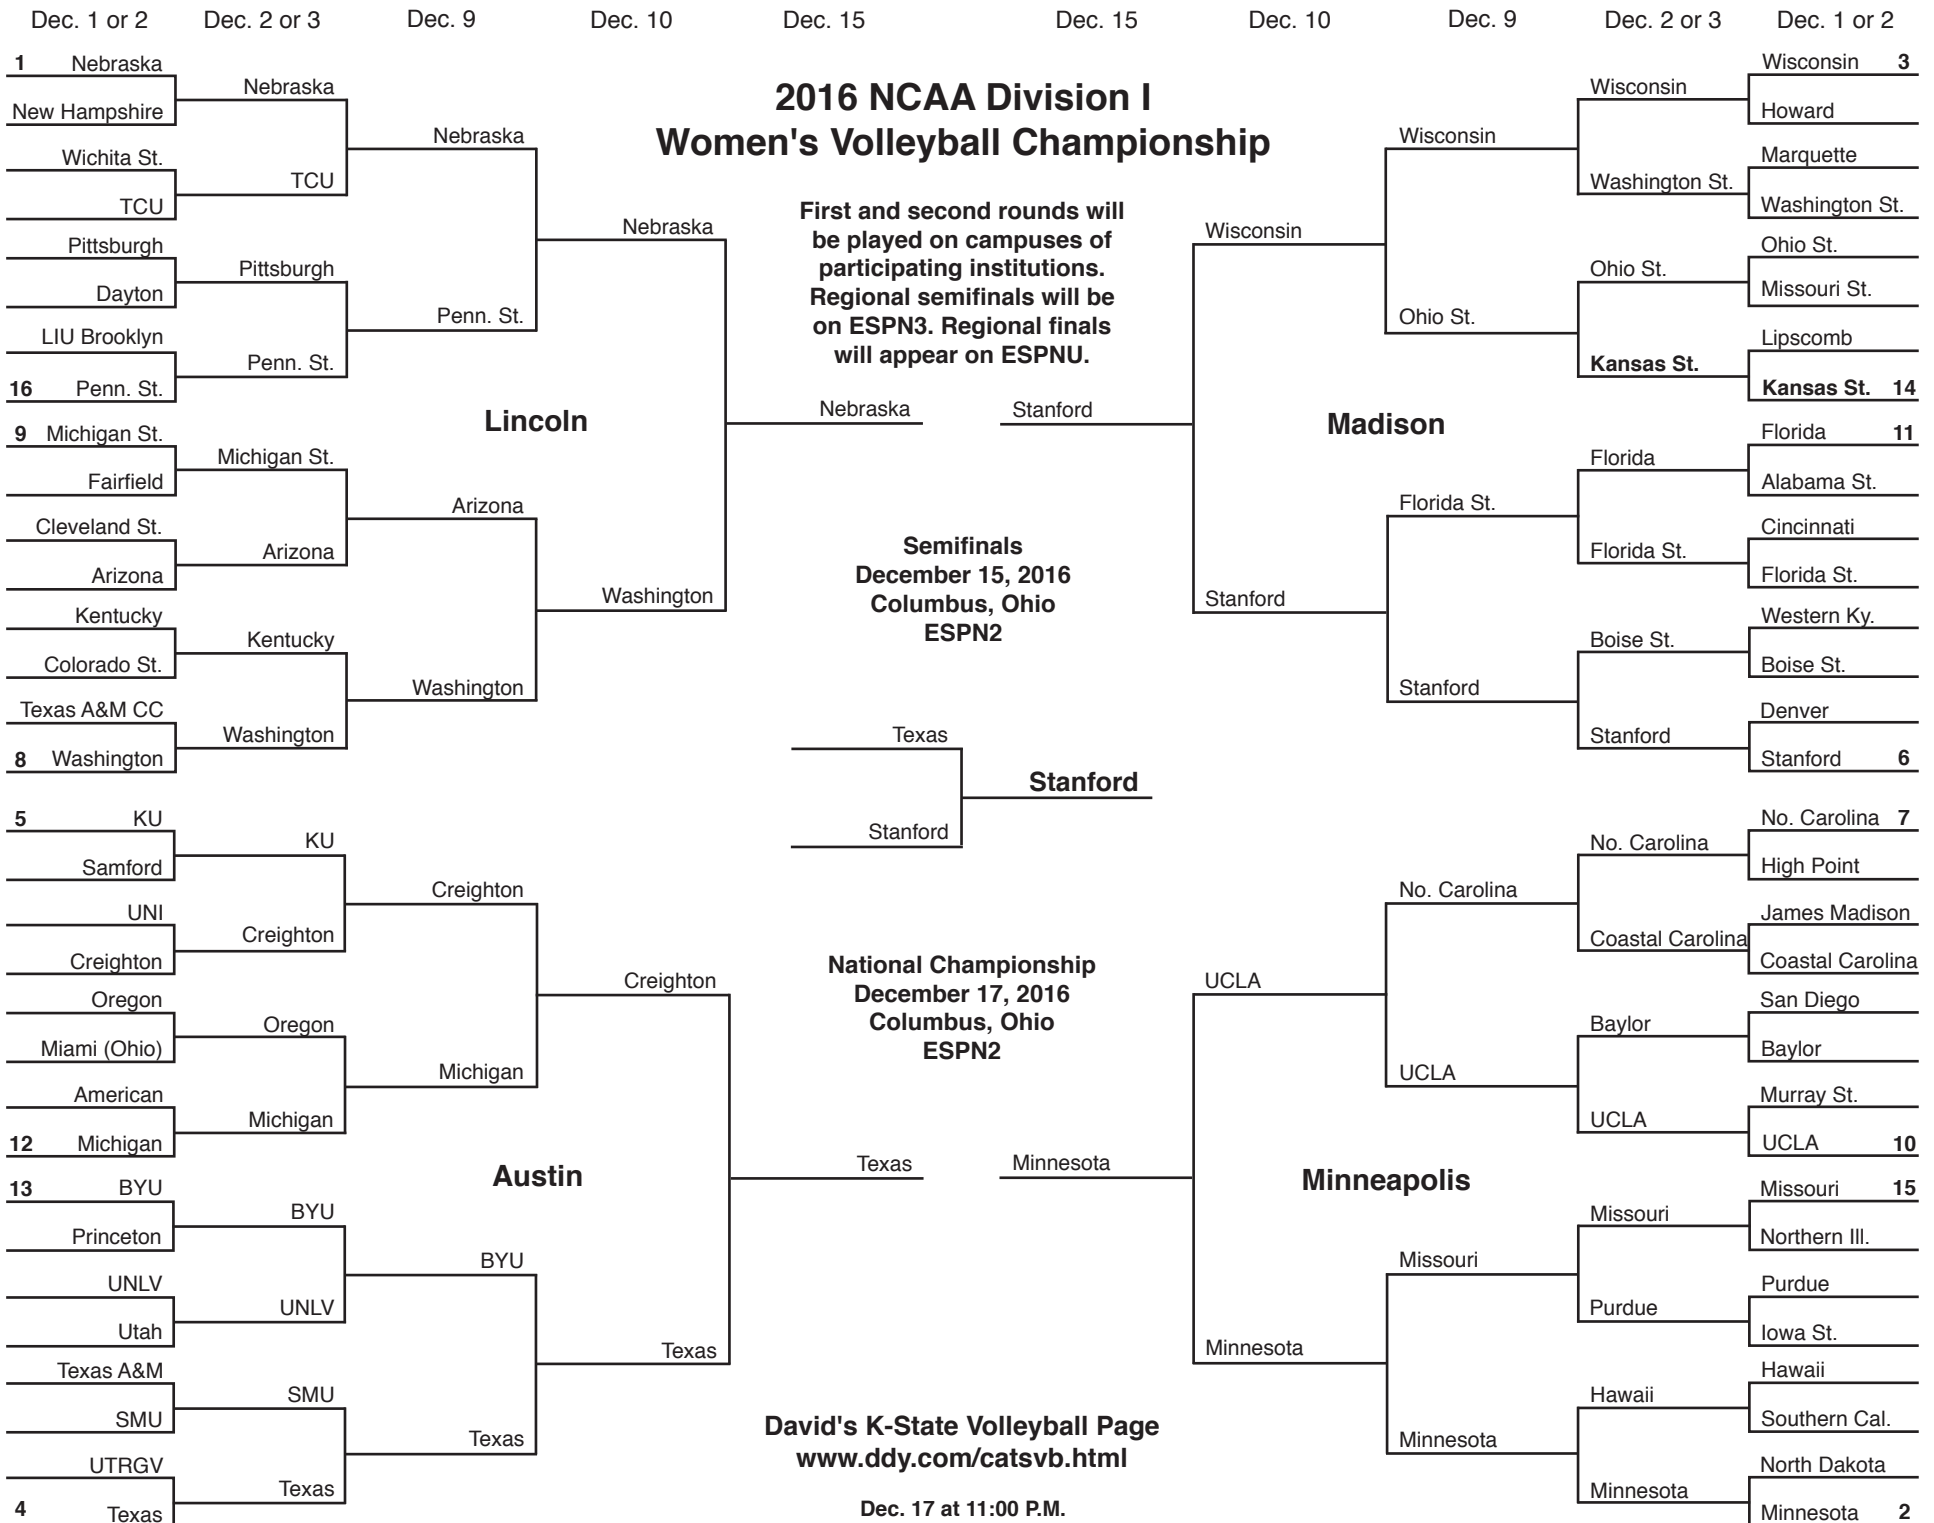 Dec. 1 or 2
Dec. 2 or 3
Dec. 9
Dec. 10
Dec. 15
Dec. 15
Dec. 10
Dec. 9
Dec. 2 or 3
Dec. 1 or 2
2016 NCAA Division I
Women's Volleyball Championship
First and second rounds will
be played on campuses of
participating institutions.
Regional semifinals will be
on ESPN3. Regional finals
will appear on ESPNU.
1 Nebraska
New Hampshire
Wichita St.
TCU
Pittsburgh
Dayton
LIU Brooklyn
16 Penn. St.
9 Michigan St.
Fairfield
Cleveland St.
Arizona
Kentucky
Colorado St.
Texas A&M CC
8 Washington
5 KU
Samford
UNI
Creighton
Oregon
Miami (Ohio)
American
12 Michigan
13 BYU
Princeton
UNLV
Utah
Texas A&M
SMU
UTRGV
4 Texas
Nebraska
TCU
Pittsburgh
Penn. St.
Michigan St.
Arizona
Kentucky
Washington
KU
Creighton
Oregon
Michigan
BYU
UNLV
SMU
Texas
Nebraska
Penn. St.
Arizona
Washington
Creighton
Michigan
BYU
Texas
Lincoln
Austin
Nebraska
Washington
Creighton
Texas
Nebraska
Texas
Semifinals
December 15, 2016
Columbus, Ohio
ESPN2
Texas
Stanford
Stanford
National Championship
December 17, 2016
Columbus, Ohio
ESPN2
David's K-State Volleyball Page
www.ddy.com/catsvb.html
Dec. 17 at 11:00 P.M.
Stanford
Minnesota
Wisconsin
Stanford
UCLA
Minnesota
Madison
Minneapolis
Wisconsin
Ohio St.
Florida St.
Stanford
No. Carolina
UCLA
Missouri
Minnesota
Wisconsin
Washington St.
Ohio St.
Kansas St.
Florida
Florida St.
Boise St.
Stanford
No. Carolina
Coastal Carolina
Baylor
UCLA
Missouri
Purdue
Hawaii
Minnesota
Wisconsin 3
Howard
Marquette
Washington St.
Ohio St.
Missouri St.
Lipscomb
Kansas St. 14
Florida 11
Alabama St.
Cincinnati
Florida St.
Western Ky.
Boise St.
Denver
Stanford 6
No. Carolina 7
High Point
James Madison
Coastal Carolina
San Diego
Baylor
Murray St.
UCLA 10
Missouri 15
Northern Ill.
Purdue
Iowa St.
Hawaii
Southern Cal.
North Dakota
Minnesota 2